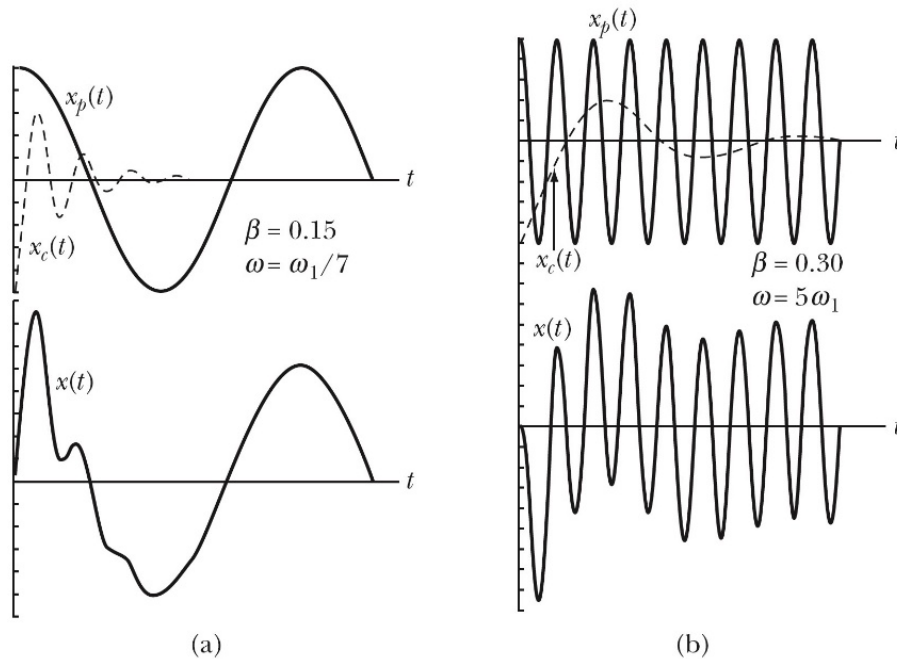 x_p(t)
t
x_c(t)
β = 0.15
ω = ω_1/7
x(t)
t
(a)
x_p(t)
t
x_c(t)
β = 0.30
ω = 5ω_1
x(t)
t
(b)